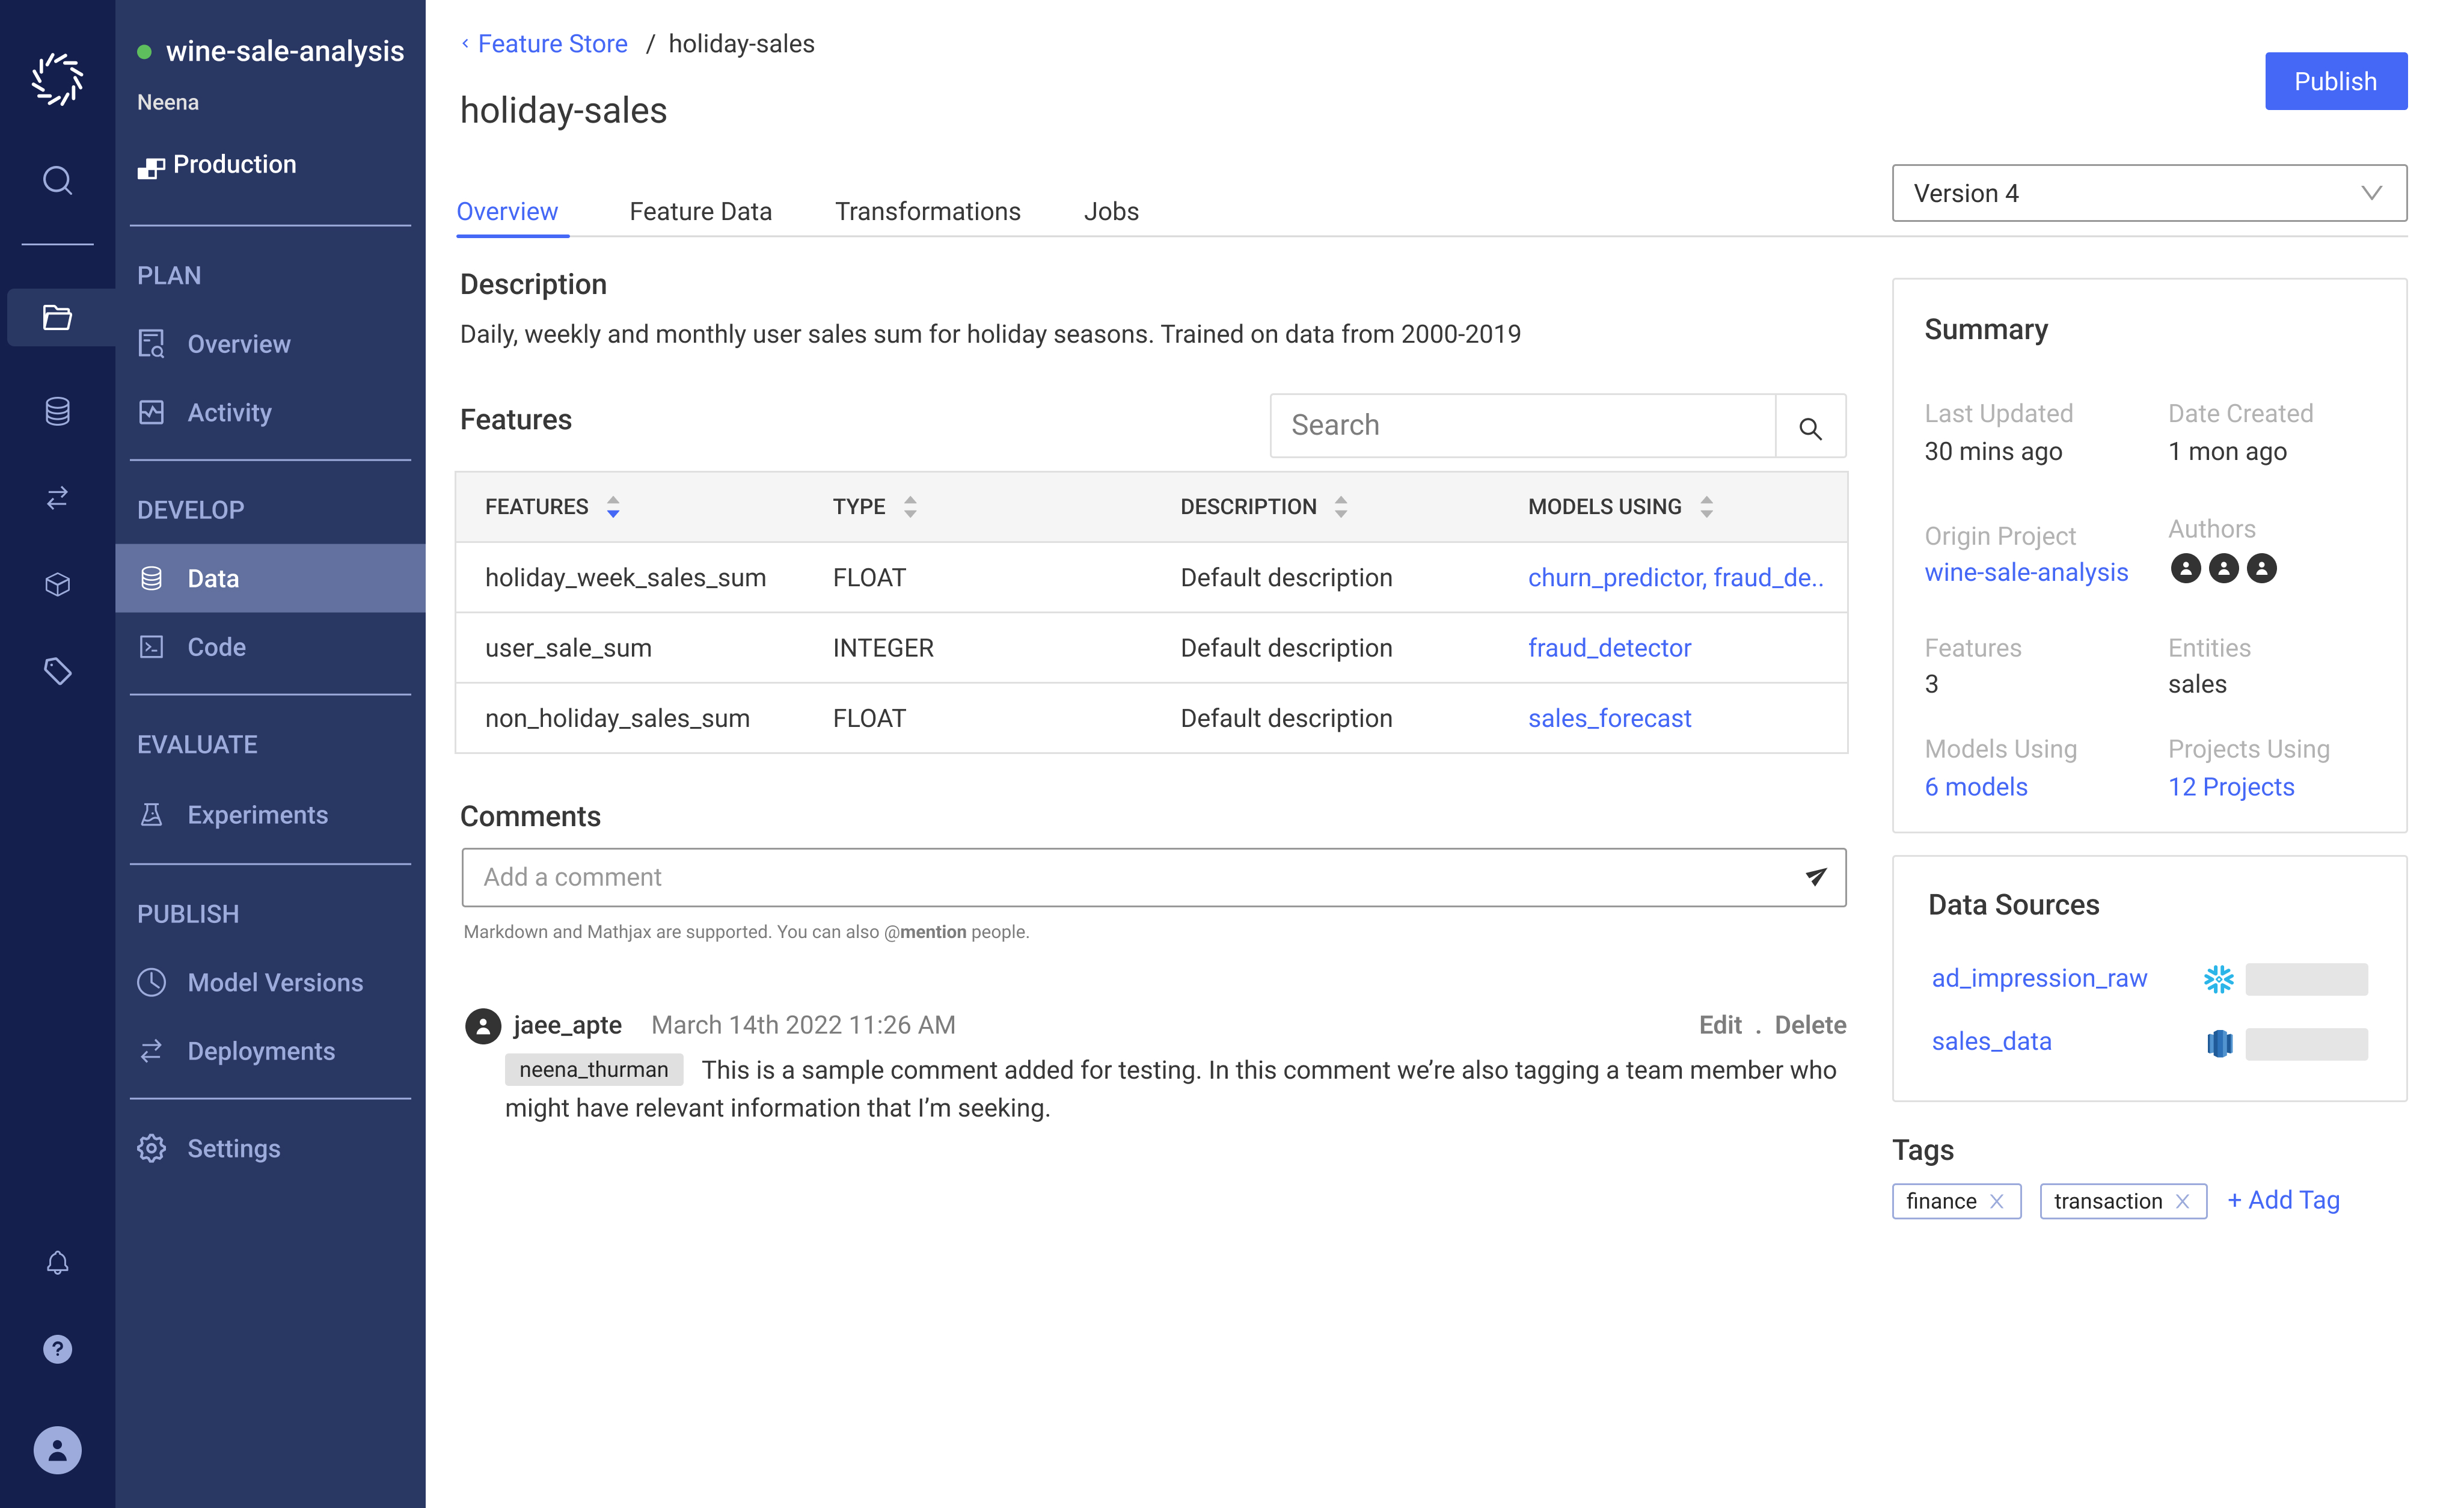 wine-sale-analysis
Neena
Production
PLAN
Overview
Activity
DEVELOP
Data
Code
EVALUATE
Experiments
PUBLISH
Model Versions
Deployments
Settings
?
‹ Feature Store / holiday-sales
holiday-sales
Publish
Overview Feature Data Transformations Jobs
Version 4
Description
Daily, weekly and monthly user sales sum for holiday seasons. Trained on data from 2000-2019
Features
Search
FEATURES TYPE DESCRIPTION MODELS USING
holiday_week_sales_sum FLOAT Default description churn_predictor, fraud_de..
user_sale_sum INTEGER Default description fraud_detector
non_holiday_sales_sum FLOAT Default description sales_forecast
Comments
Add a comment
Markdown and Mathjax are supported. You can also @mention people.
jaee_apte March 14th 2022 11:26 AM Edit . Delete
neena_thurman This is a sample comment added for testing. In this comment we’re also tagging a team member who
might have relevant information that I’m seeking.
Summary
Last Updated Date Created
30 mins ago 1 mon ago
Origin Project Authors
wine-sale-analysis
Features Entities
3 sales
Models Using Projects Using
6 models 12 Projects
Data Sources
ad_impression_raw
sales_data
Tags
finance transaction + Add Tag